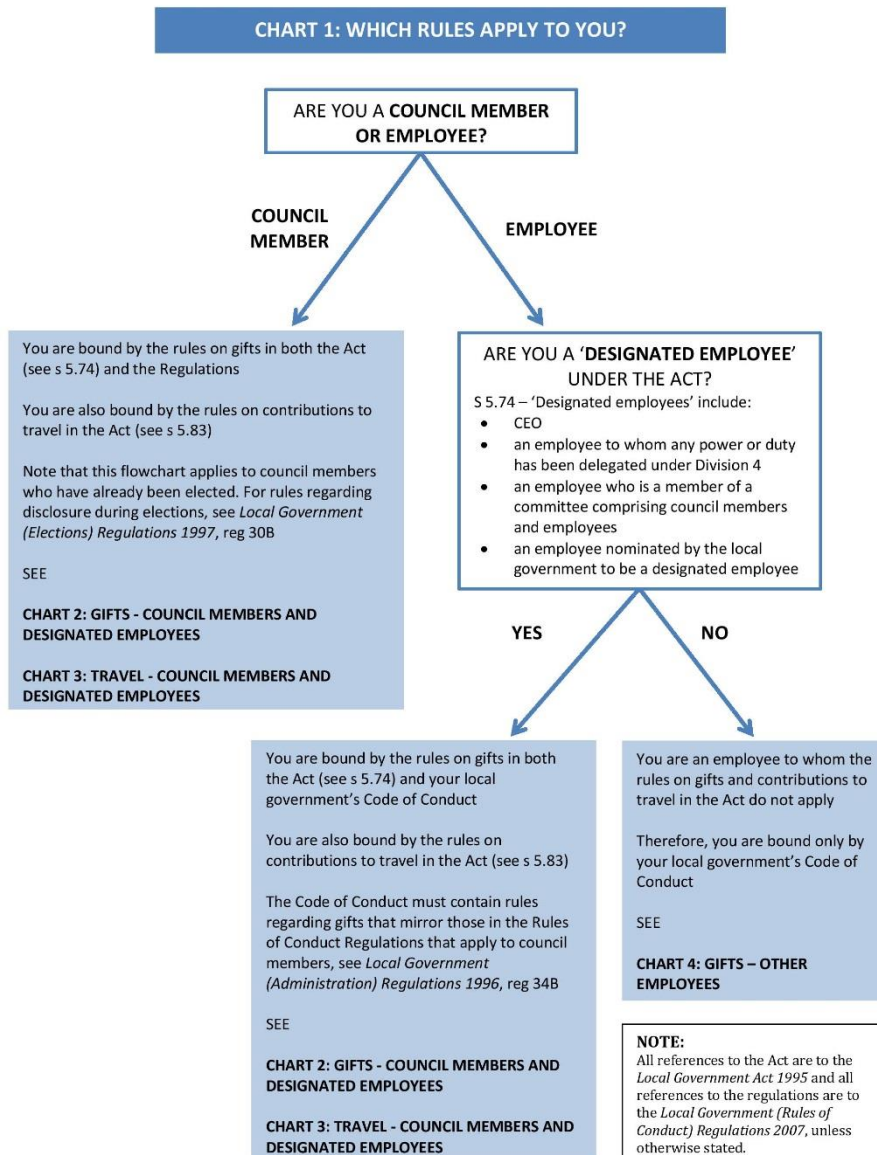 CHART 1: WHICH RULES APPLY TO YOU?
ARE YOU A COUNCIL MEMBER
OR EMPLOYEE?
COUNCIL
MEMBER
EMPLOYEE
You are bound by the rules on gifts in both the Act
(see s 5.74) and the Regulations
You are also bound by the rules on contributions to
travel in the Act (see s 5.83)
Note that this flowchart applies to council members
who have already been elected. For rules regarding
disclosure during elections, see Local Government
(Elections) Regulations 1997, reg 30B
SEE
CHART 2: GIFTS - COUNCIL MEMBERS AND
DESIGNATED EMPLOYEES
CHART 3: TRAVEL - COUNCIL MEMBERS AND
DESIGNATED EMPLOYEES
ARE YOU A ‘DESIGNATED EMPLOYEE’
UNDER THE ACT?
S 5.74 – ‘Designated employees’ include:
• CEO
• an employee to whom any power or duty
has been delegated under Division 4
• an employee who is a member of a
committee comprising council members
and employees
• an employee nominated by the local
government to be a designated employee
YES
NO
You are bound by the rules on gifts in both
the Act (see s 5.74) and your local
government’s Code of Conduct
You are also bound by the rules on
contributions to travel in the Act (see s 5.83)
The Code of Conduct must contain rules
regarding gifts that mirror those in the Rules
of Conduct Regulations that apply to council
members, see Local Government
(Administration) Regulations 1996, reg 34B
SEE
CHART 2: GIFTS - COUNCIL MEMBERS AND
DESIGNATED EMPLOYEES
CHART 3: TRAVEL - COUNCIL MEMBERS AND
DESIGNATED EMPLOYEES
You are an employee to whom the
rules on gifts and contributions to
travel in the Act do not apply
Therefore, you are bound only by
your local government’s Code of
Conduct
SEE
CHART 4: GIFTS – OTHER
EMPLOYEES
NOTE:
All references to the Act are to the
Local Government Act 1995 and all
references to the regulations are to
the Local Government (Rules of
Conduct) Regulations 2007, unless
otherwise stated.